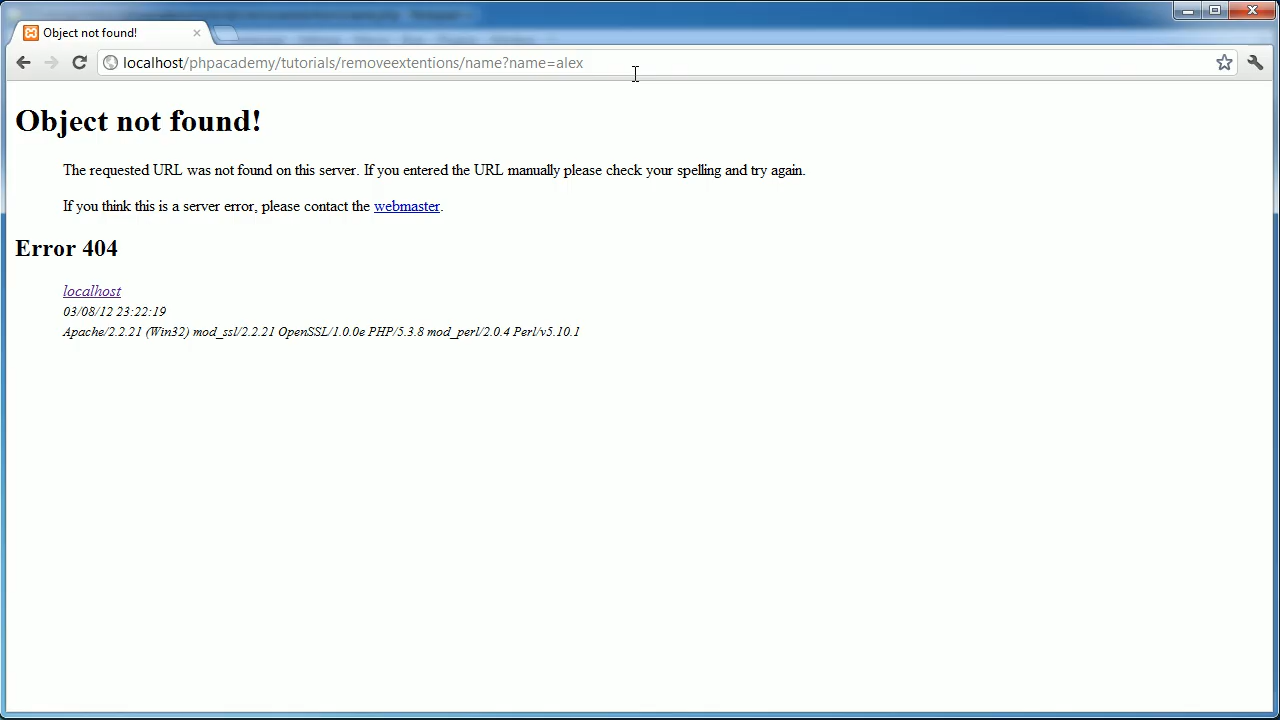 Object not found!
localhost/phpacademy/tutorials/removeextentions/name?name=alex
Object not found!
The requested URL was not found on this server. If you entered the URL manually please check your spelling and try again.
If you think this is a server error, please contact the webmaster.
Error 404
localhost
03/08/12 23:22:19
Apache/2.2.21 (Win32) mod_ssl/2.2.21 OpenSSL/1.0.0e PHP/5.3.8 mod_perl/2.0.4 Perl/v5.10.1